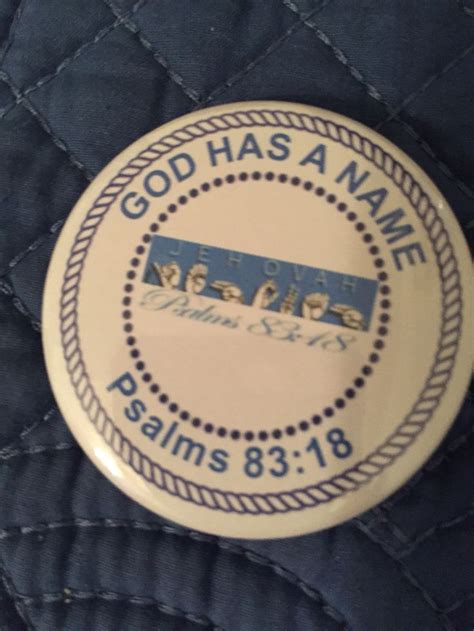 GOD HAS A NAME
JEHOVAH
Psalms 83:18
Psalms 83:18